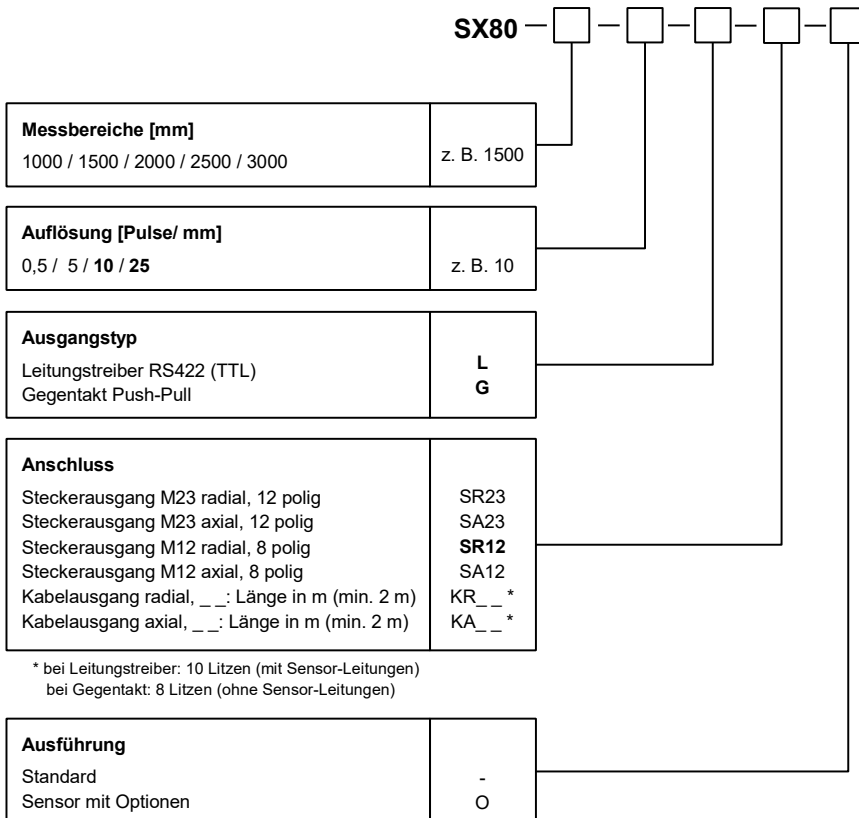 SX80
Messbereiche [mm]
1000 / 1500 / 2000 / 2500 / 3000 z. B. 1500
Auflösung [Pulse/ mm]
0,5 / 5 / 10 / 25 z. B. 10
Ausgangstyp
Leitungstreiber RS422 (TTL) L
Gegentakt Push-Pull G
Anschluss
Steckerausgang M23 radial, 12 polig SR23
Steckerausgang M23 axial, 12 polig SA23
Steckerausgang M12 radial, 8 polig SR12
Steckerausgang M12 axial, 8 polig SA12
Kabelausgang radial, _ _: Länge in m (min. 2 m) KR_ _ *
Kabelausgang axial, _ _: Länge in m (min. 2 m) KA_ _ *
* bei Leitungstreiber: 10 Litzen (mit Sensor-Leitungen)
bei Gegentakt: 8 Litzen (ohne Sensor-Leitungen)
Ausführung
Standard -
Sensor mit Optionen O